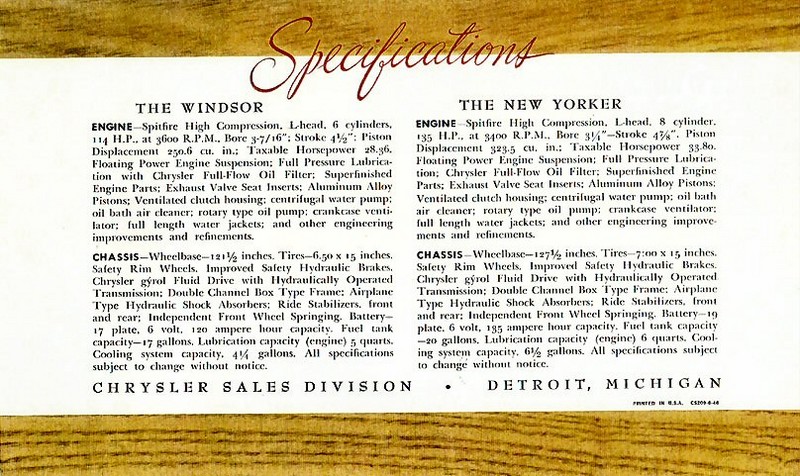 Specifications
THE WINDSOR
ENGINE—Spitfire High Compression, L-head, 6 cylinders,
114 H.P., at 3600 R.P.M., Bore 3-7/16"; Stroke 4½"; Piston
Displacement 250.6 cu. in.; Taxable Horsepower 28.36.
Floating Power Engine Suspension; Full Pressure Lubrica-
tion with Chrysler Full-Flow Oil Filter; Superfinished
Engine Parts; Exhaust Valve Seat Inserts; Aluminum Alloy
Pistons; Ventilated clutch housing; centrifugal water pump;
oil bath air cleaner; rotary type oil pump; crankcase venti-
lator; full length water jackets; and other engineering
improvements and refinements.
CHASSIS—Wheelbase—121½ inches. Tires—6.50 x 15 inches.
Safety Rim Wheels. Improved Safety Hydraulic Brakes.
Chrysler gýrol Fluid Drive with Hydraulically Operated
Transmission; Double Channel Box Type Frame; Airplane
Type Hydraulic Shock Absorbers; Ride Stabilizers, front
and rear; Independent Front Wheel Springing. Battery—
17 plate, 6 volt, 120 ampere hour capacity. Fuel tank
capacity—17 gallons. Lubrication capacity (engine) 5 quarts.
Cooling system capacity, 4¼ gallons. All specifications
subject to change without notice.
THE NEW YORKER
ENGINE—Spitfire High Compression, L-head, 8 cylinder,
135 H.P., at 3400 R.P.M., Bore 3¼"—Stroke 4⅞". Piston
Displacement 323.5 cu. in.; Taxable Horsepower 33.80.
Floating Power Engine Suspension; Full Pressure Lubrica-
tion; Chrysler Full-Flow Oil Filter; Superfinished Engine
Parts; Exhaust Valve Seat Inserts; Aluminum Alloy Pistons;
Ventilated clutch housing; centrifugal water pump; oil bath
air cleaner; rotary type oil pump; crankcase ventilator;
full length water jackets; and other engineering improve-
ments and refinements.
CHASSIS—Wheelbase—127½ inches. Tires—7:00 x 15 inches.
Safety Rim Wheels. Improved Safety Hydraulic Brakes.
Chrysler gýrol Fluid Drive with Hydraulically Operated
Transmission; Double Channel Box Type Frame; Airplane
Type Hydraulic Shock Absorbers; Ride Stabilizers, front
and rear; Independent Front Wheel Springing. Battery—19
plate, 6 volt, 135 ampere hour capacity. Fuel tank capacity
—20 gallons. Lubrication capacity (engine) 6 quarts. Cool-
ing system capacity, 6½ gallons. All specifications subject
to change without notice.
CHRYSLER SALES DIVISION • DETROIT, MICHIGAN
PRINTED IN U.S.A.